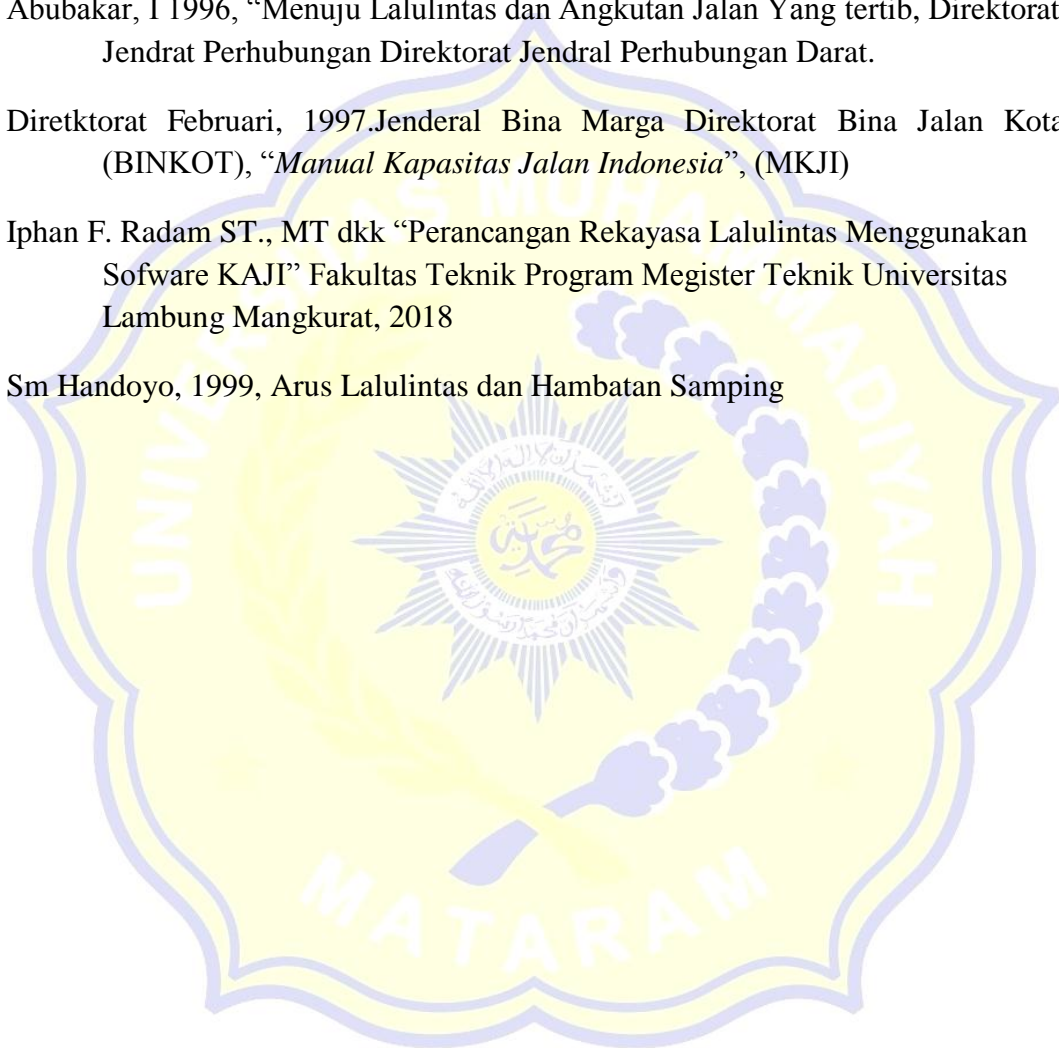 Abubakar, I 1996, “Menuju Lalulintas dan Angkutan Jalan Yang tertib, Direktorat
Jendrat Perhubungan Direktorat Jendral Perhubungan Darat.
Diretktorat Februari, 1997.Jenderal Bina Marga Direktorat Bina Jalan Kota
(BINKOT), “Manual Kapasitas Jalan Indonesia”, (MKJI)
Iphan F. Radam ST., MT dkk “Perancangan Rekayasa Lalulintas Menggunakan
Sofware KAJI” Fakultas Teknik Program Megister Teknik Universitas
Lambung Mangkurat, 2018
Sm Handoyo, 1999, Arus Lalulintas dan Hambatan Samping
UNIVERSITAS MUHAMMADIYAH
MATARAM